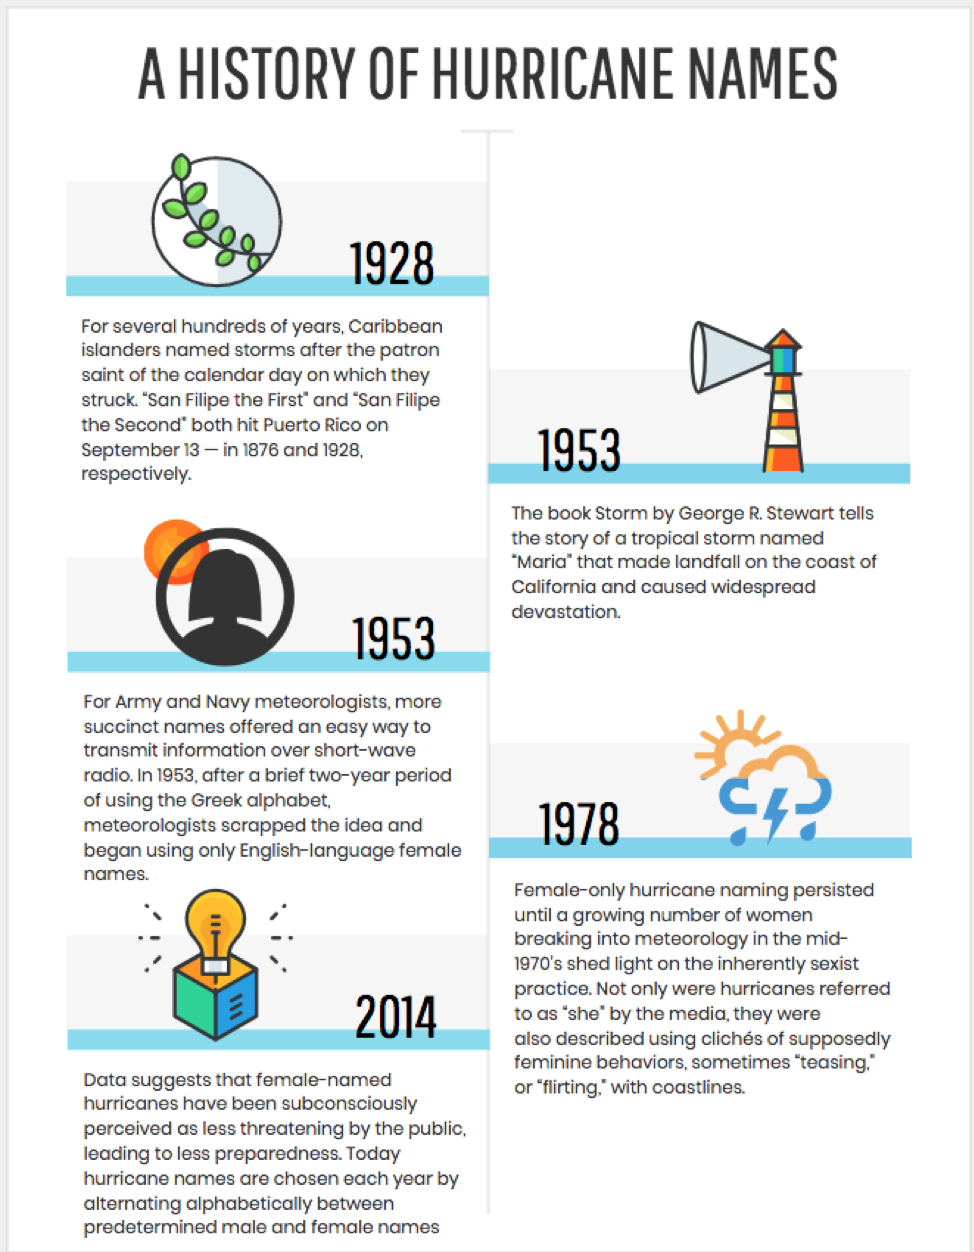 A HISTORY OF HURRICANE NAMES
1928
For several hundreds of years, Caribbean
islanders named storms after the patron
saint of the calendar day on which they
struck. “San Filipe the First” and “San Filipe
the Second” both hit Puerto Rico on
September 13 — in 1876 and 1928,
respectively.
1953
The book Storm by George R. Stewart tells
the story of a tropical storm named
“Maria” that made landfall on the coast of
California and caused widespread
devastation.
1953
For Army and Navy meteorologists, more
succinct names offered an easy way to
transmit information over short-wave
radio. In 1953, after a brief two-year period
of using the Greek alphabet,
meteorologists scrapped the idea and
began using only English-language female
names.
1978
Female-only hurricane naming persisted
until a growing number of women
breaking into meteorology in the mid-
1970's shed light on the inherently sexist
practice. Not only were hurricanes referred
to as “she” by the media, they were
also described using clichés of supposedly
feminine behaviors, sometimes “teasing,”
or “flirting,” with coastlines.
2014
Data suggests that female-named
hurricanes have been subconsciously
perceived as less threatening by the public,
leading to less preparedness. Today
hurricane names are chosen each year by
alternating alphabetically between
predetermined male and female names